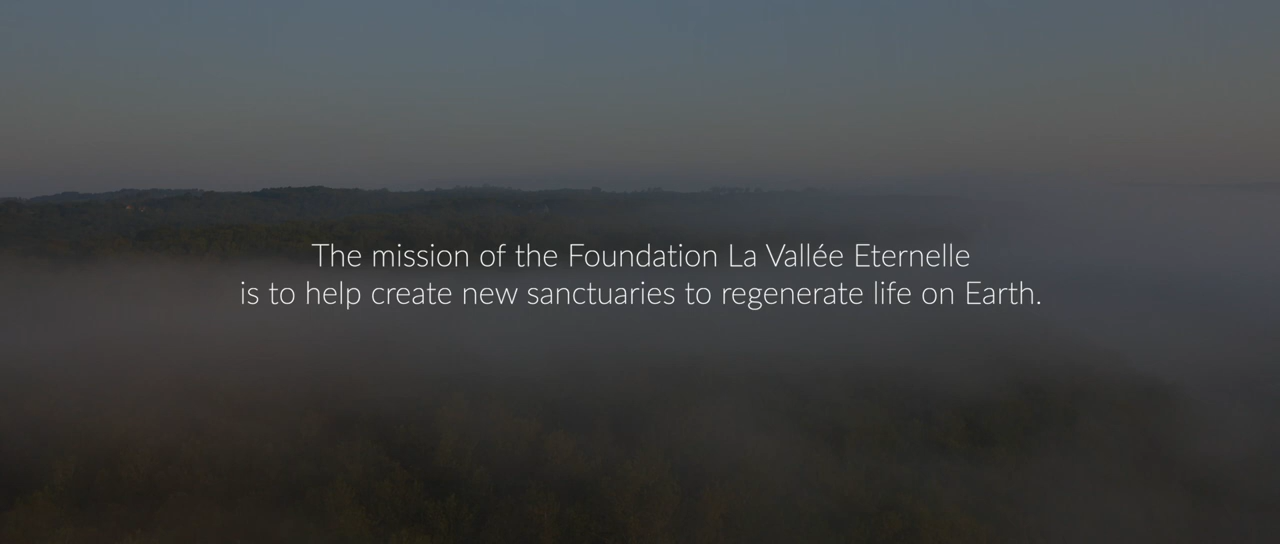 The mission of the Foundation La Vallée Eternelle
is to help create new sanctuaries to regenerate life on Earth.